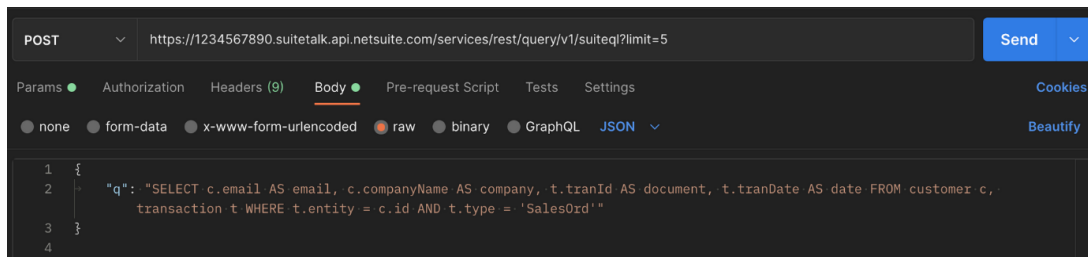 POST https://1234567890.suitetalk.api.netsuite.com/services/rest/query/v1/suiteql?limit=5 Send
Params Authorization Headers (9) Body Pre-request Script Tests Settings Cookies
none form-data x-www-form-urlencoded raw binary GraphQL JSON Beautify
1 {
2 "q": "SELECT c.email AS email, c.companyName AS company, t.tranId AS document, t.tranDate AS date FROM customer c,
transaction t WHERE t.entity = c.id AND t.type = 'SalesOrd'"
3 }
4